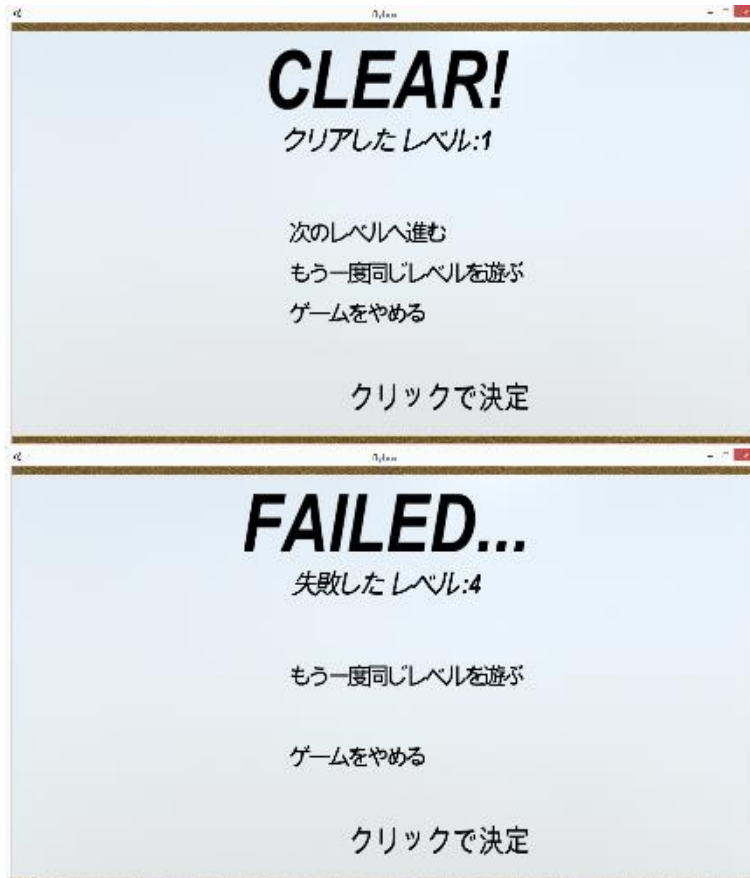 CLEAR!
クリアした レベル:1
次のレベルへ進む
もう一度同じレベルを遊ぶ
ゲームをやめる
クリックで決定
FAILED...
失敗した レベル:4
もう一度同じレベルを遊ぶ
ゲームをやめる
クリックで決定